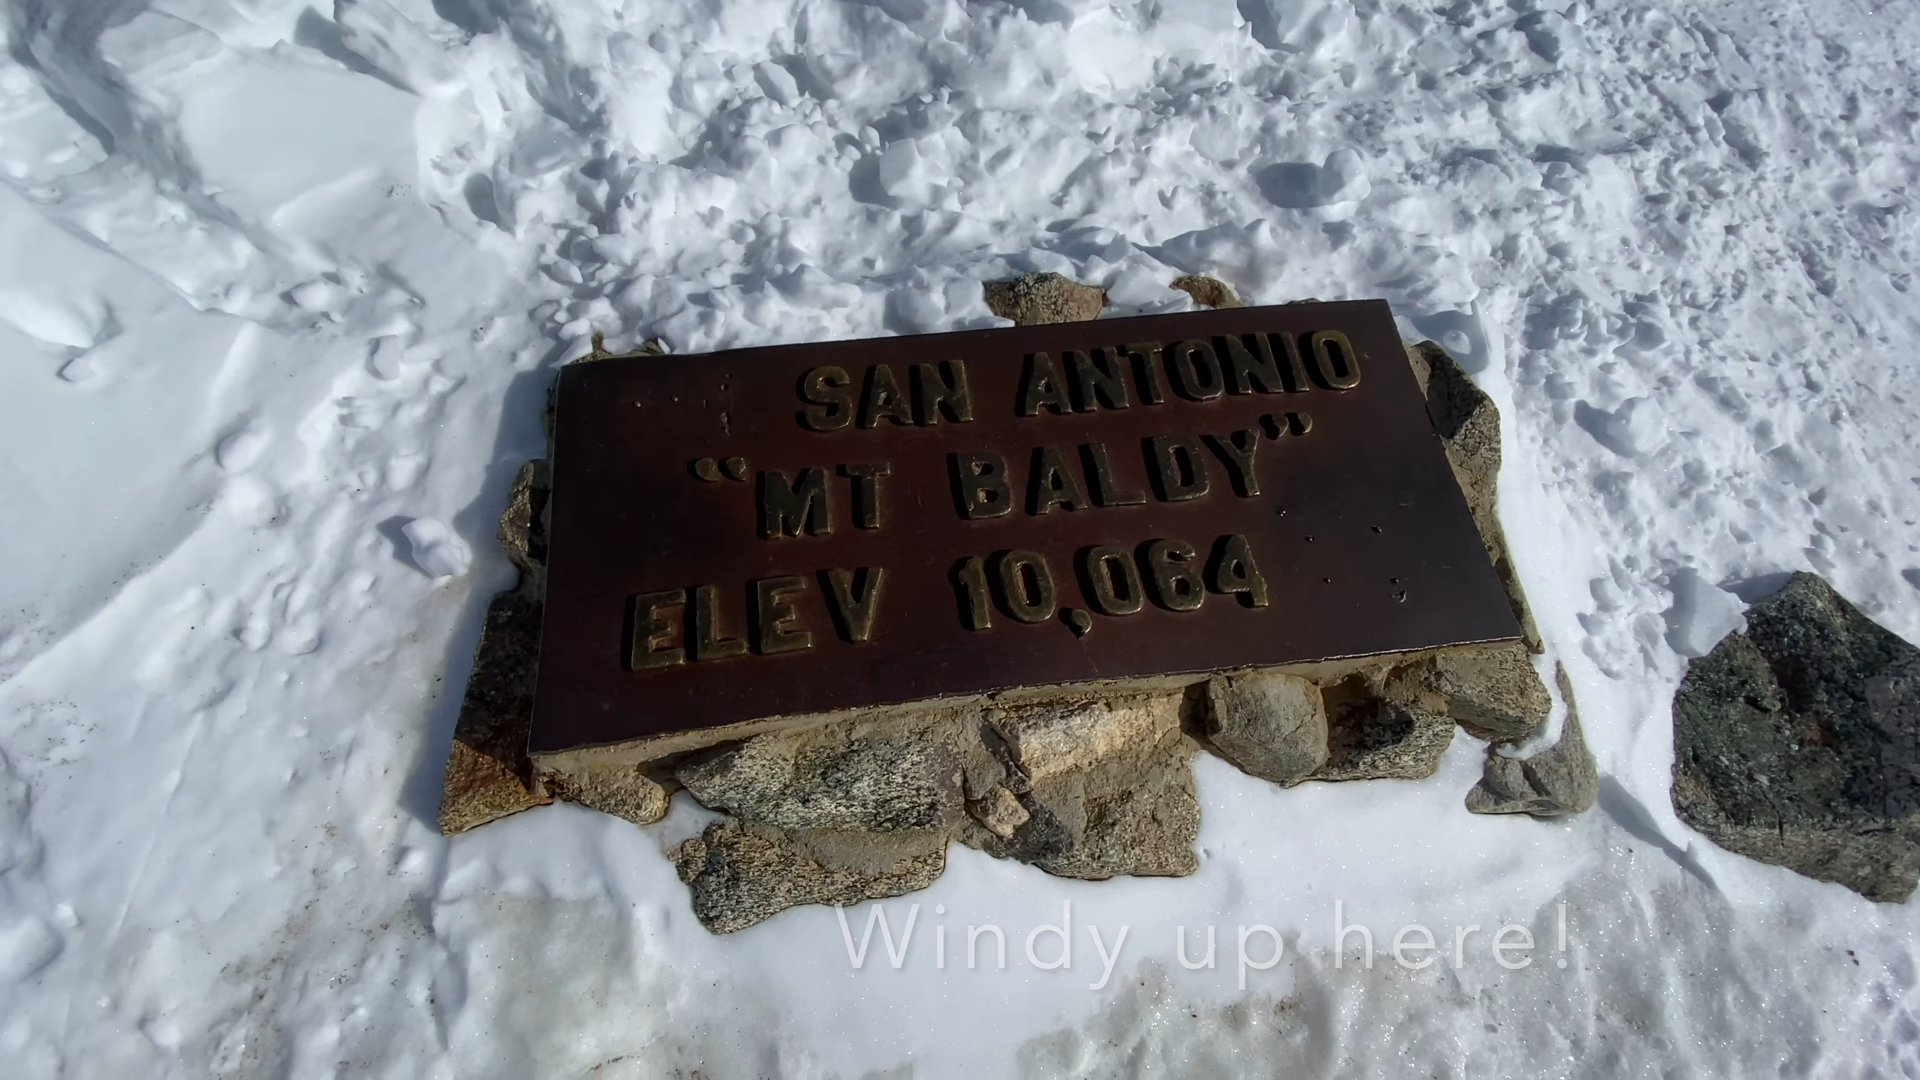 SAN ANTONIO
“MT BALDY”
ELEV 10,064
Windy up here!